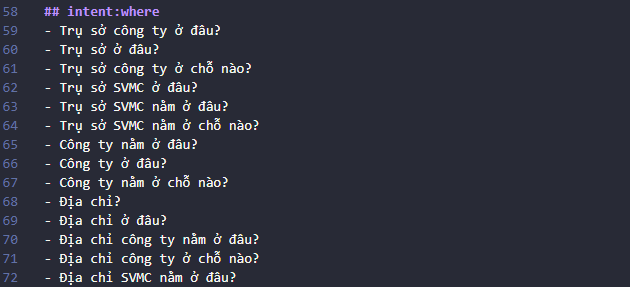 58 ## intent:where
59 - Trụ sở công ty ở đâu?
60 - Trụ sở ở đâu?
61 - Trụ sở công ty ở chỗ nào?
62 - Trụ sở SVMC ở đâu?
63 - Trụ sở SVMC nằm ở đâu?
64 - Trụ sở SVMC nằm ở chỗ nào?
65 - Công ty nằm ở đâu?
66 - Công ty ở đâu?
67 - Công ty nằm ở chỗ nào?
68 - Địa chỉ?
69 - Địa chỉ ở đâu?
70 - Địa chỉ công ty nằm ở đâu?
71 - Địa chỉ công ty ở chỗ nào?
72 - Địa chỉ SVMC nằm ở đâu?